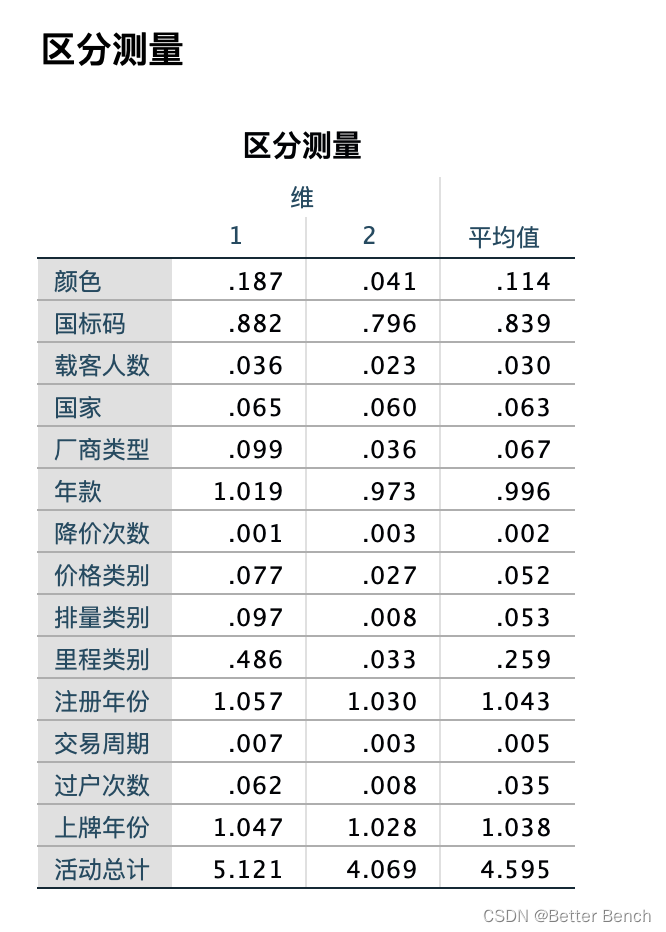 区分测量
区分测量
维
1 2 平均值
颜色 .187 .041 .114
国标码 .882 .796 .839
载客人数 .036 .023 .030
国家 .065 .060 .063
厂商类型 .099 .036 .067
年款 1.019 .973 .996
降价次数 .001 .003 .002
价格类别 .077 .027 .052
排量类别 .097 .008 .053
里程类别 .486 .033 .259
注册年份 1.057 1.030 1.043
交易周期 .007 .003 .005
过户次数 .062 .008 .035
上牌年份 1.047 1.028 1.038
活动总计 5.121 4.069 4.595
CSDN @Better Bench